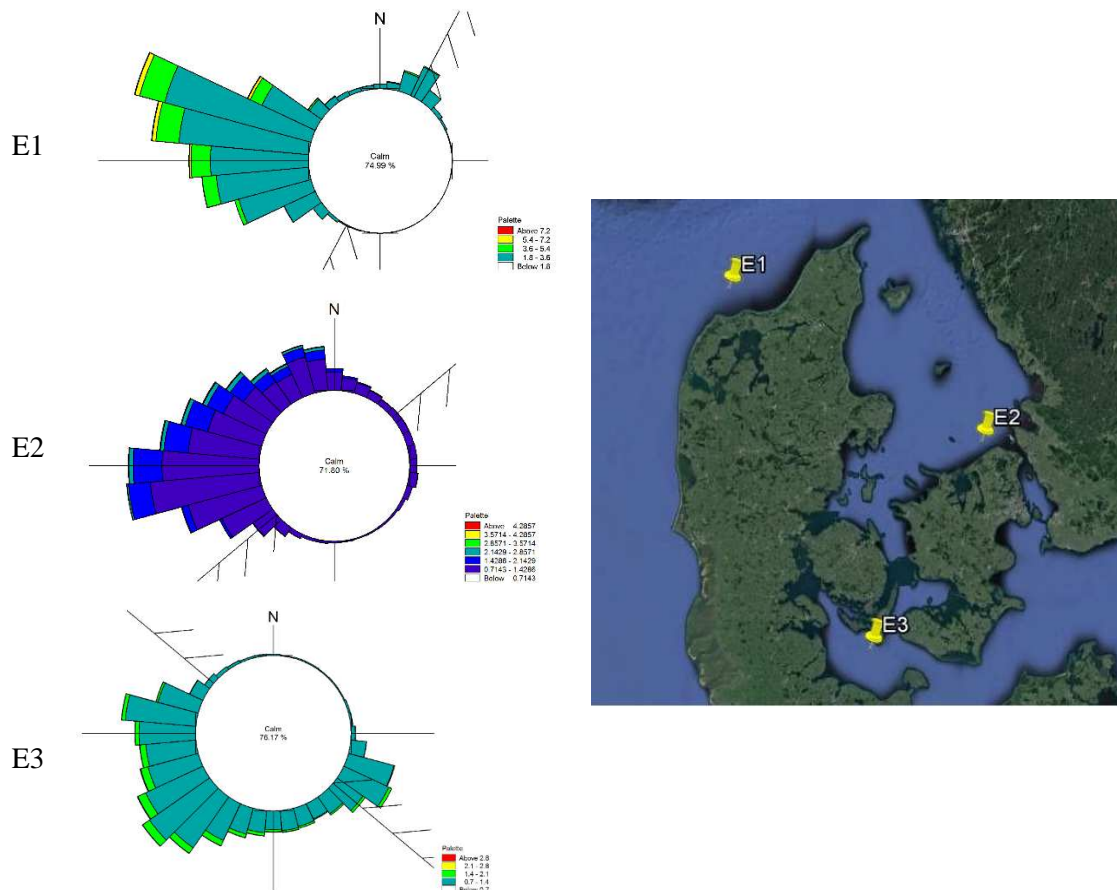 E1
N
Calm
74.99 %
Palette
Above 7.2
5.4 - 7.2
3.6 - 5.4
1.8 - 3.6
Below 1.8
E2
N
Calm
71.80 %
Palette
Above 4.2857
3.5714 - 4.2857
2.8571 - 3.5714
2.1429 - 2.8571
1.4286 - 2.1429
0.7143 - 1.4286
Below 0.7143
E3
N
Calm
76.17 %
Palette
Above 2.8
2.1 - 2.8
1.4 - 2.1
0.7 - 1.4
Below 0.7
E1
E2
E3